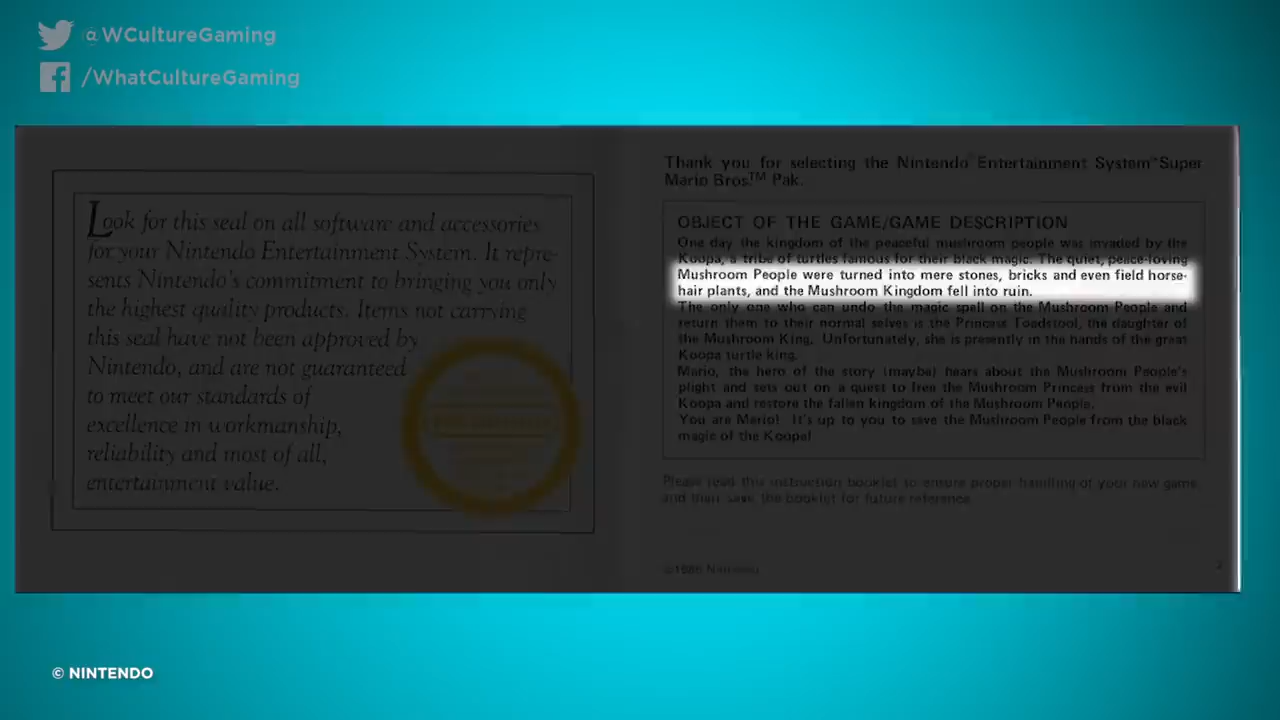 @WCultureGaming
/WhatCultureGaming
Look for this seal on all software and accessories
for your Nintendo Entertainment System. It repre-
sents Nintendo's commitment to bringing you only
the highest quality products. Items not carrying
this seal have not been approved by
Nintendo, and are not guaranteed
to meet our standards of
excellence in workmanship,
reliability and most of all,
entertainment value.
Thank you for selecting the Nintendo Entertainment System Super
Mario Bros.™ Pak.
OBJECT OF THE GAME/GAME DESCRIPTION
One day the kingdom of the peaceful mushroom people was invaded by the
Koopa, a tribe of turtles famous for their black magic. The quiet, peace-loving
Mushroom People were turned into mere stones, bricks and even field horse-
hair plants, and the Mushroom Kingdom fell into ruin.
The only one who can undo the magic spell on the Mushroom People and
return them to their normal selves is the Princess Toadstool, the daughter of
the Mushroom King. Unfortunately, she is presently in the hands of the great
Koopa turtle king.
Mario, the hero of the story (maybe) hears about the Mushroom People's
plight and sets out on a quest to free the Mushroom Princess from the evil
Koopa and restore the fallen kingdom of the Mushroom People.
You are Mario! It's up to you to save the Mushroom People from the black
magic of the Koopa!
Please read this instruction booklet to ensure proper handling of your new game,
and then save the booklet for future reference.
©1985 Nintendo
2
© NINTENDO